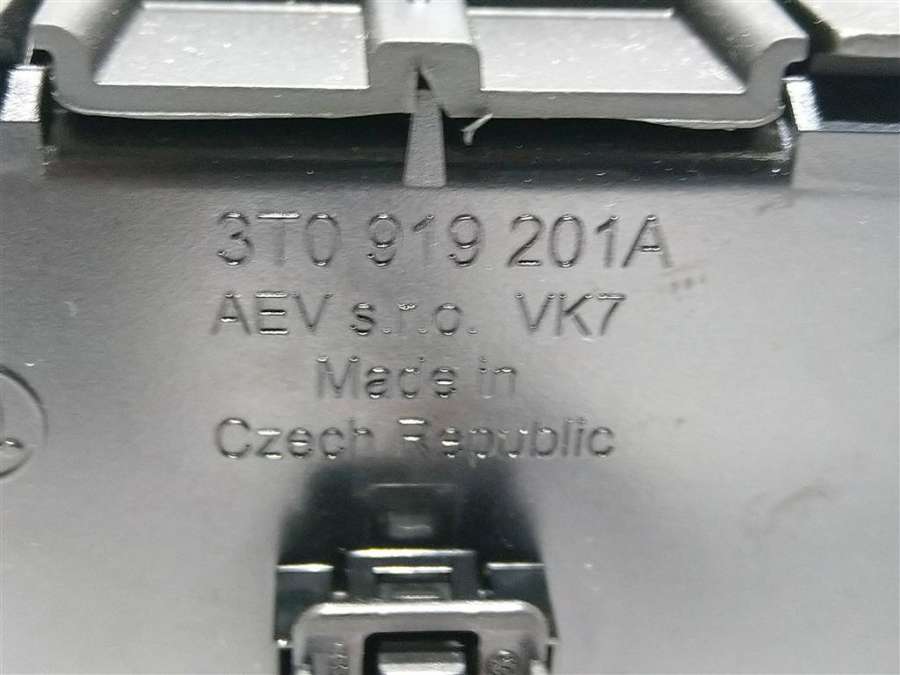 3T0 919 201A
AEV s.r.o. VK7
Made in
Czech Republic